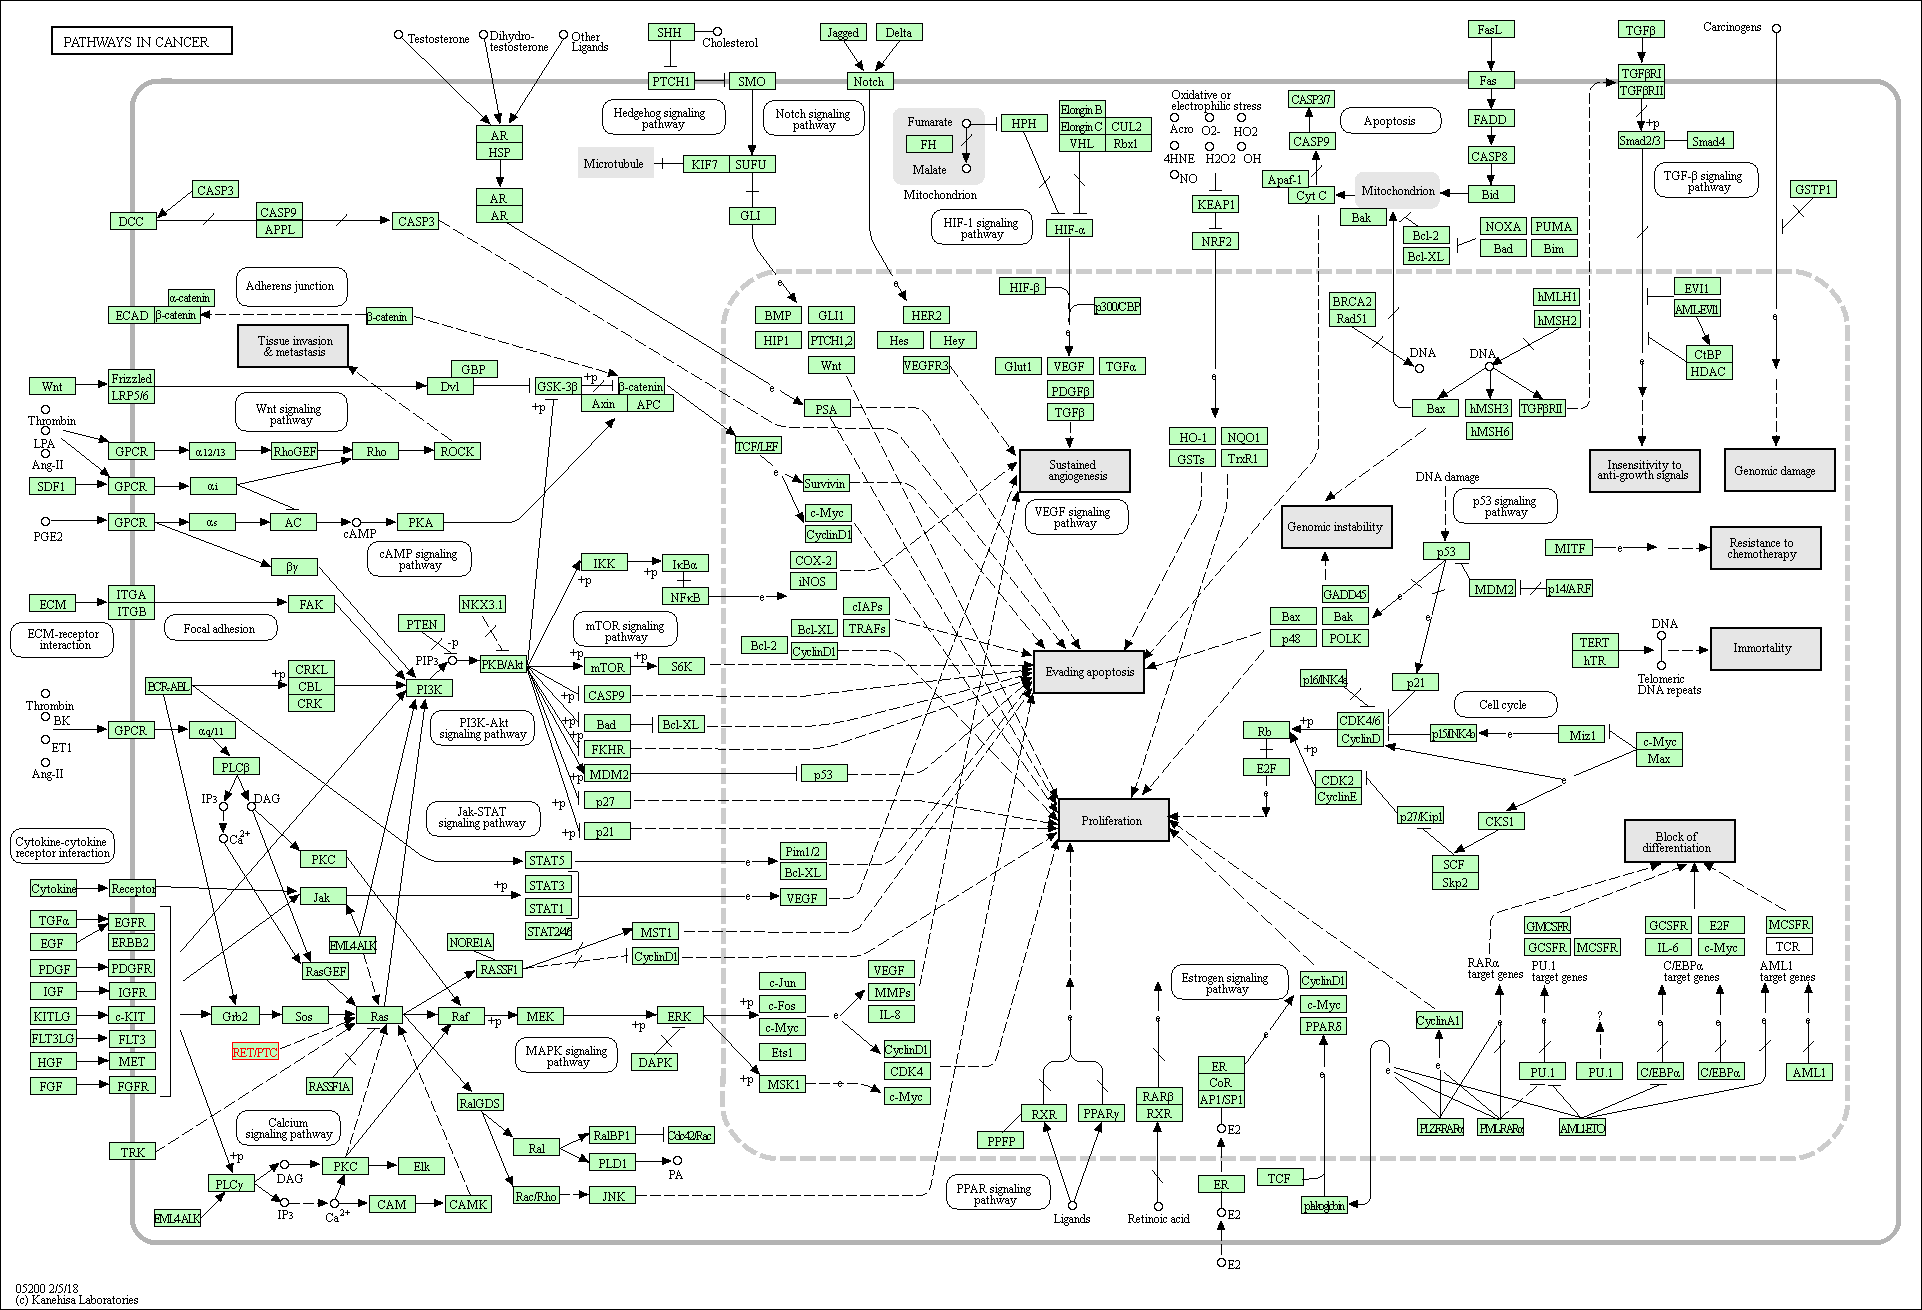 PATHWAYS IN CANCER
Testosterone
Dihydro-
testosterone
Other
Ligands
SHH
Cholesterol
Jagged
Delta
FasL
TGFβ
Carcinogens
PTCH1
SMO
Notch
Fas
TGFβRI
TGFβRII
Hedgehog signaling
pathway
Notch signaling
pathway
Oxidative or
electrophilic stress
Acro
O2-
HO2
4HNE
H2O2
OH
NO
CASP3/7
CASP9
Apoptosis
FADD
+p
Smad2/3
Smad4
AR
HSP
AR
AR
Microtubule
KIF7
SUFU
GLI
Fumarate
FH
Malate
Mitochondrion
HPH
Elongin B
Elongin C
CUL2
VHL
Rbx1
HIF-1 signaling
pathway
HIF-α
KEAP1
NRF2
Apaf-1
Cyt C
Mitochondrion
CASP8
Bid
Bak
Bcl-2
Bcl-XL
NOXA
PUMA
Bad
Bim
TGF-β signaling
pathway
GSTP1
CASP3
DCC
CASP9
APPL
CASP3
Adherens junction
α-catenin
ECAD
β-catenin
β-catenin
Tissue invasion
& metastasis
e
e
BMP
GLI1
HIP1
PTCH1,2
Wnt
HER2
Hes
Hey
VEGFR3
HIF-β
p300/CBP
e
Glut1
VEGF
TGFα
PDGFβ
TGFβ
e
BRCA2
Rad51
hMLH1
hMSH2
DNA
DNA
Bax
hMSH3
TGFβRII
hMSH6
EVI1
AML-EVI1
CtBP
HDAC
e
e
Wnt
Frizzled
LRP5/6
GBP
Dvl
GSK-3β
+p
+p
β-catenin
Axin
APC
Wnt signaling
pathway
Thrombin
LPA
Ang-II
GPCR
α12/13
RhoGEF
Rho
ROCK
SDF1
GPCR
αi
PGE2
GPCR
αs
AC
cAMP
PKA
cAMP signaling
pathway
βγ
e
PSA
TCF/LEF
e
Survivin
c-Myc
CyclinD1
COX-2
iNOS
Sustained
angiogenesis
VEGF signaling
pathway
HO-1
NQO1
GSTs
TrxR1
Insensitivity to
anti-growth signals
Genomic damage
Genomic instability
DNA damage
p53 signaling
pathway
p53
MITF
e
Resistance to
chemotherapy
ECM
ITGA
ITGB
FAK
Focal adhesion
ECM-receptor
interaction
PTEN
NKX3.1
-p
PIP3
PKB/Akt
IKK
+p
+p
IκBα
NFκB
e
mTOR signaling
pathway
+p
mTOR
+p
S6K
+p
CASP9
+p
Bad
Bcl-XL
+p
FKHR
+p
MDM2
p53
+p
p27
+p
p21
cIAPs
Bcl-XL
TRAFs
Bcl-2
CyclinD1
Evading apoptosis
GADD45
Bax
Bak
p48
POLK
e
e
MDM2
p14/ARF
TERT
hTR
DNA
Telomeric
DNA repeats
Immortality
BCR-ABL
+p
CRKL
CBL
CRK
PI3K
PI3K-Akt
signaling pathway
p16/INK4a
p21
Cell cycle
Rb
+p
CDK4/6
CyclinD
p15/INK4b
e
Miz1
c-Myc
Max
+p
E2F
e
CDK2
CyclinE
e
p27/Kip1
CKS1
SCF
Skp2
Thrombin
BK
ET1
Ang-II
GPCR
αq/11
PLCβ
IP3
DAG
Ca2+
PKC
Jak-STAT
signaling pathway
Proliferation
Block of
differentiation
Cytokine-cytokine
receptor interaction
Cytokine
Receptor
Jak
STAT5
+p
STAT3
STAT1
STAT2/4/6
e
e
Pim1/2
Bcl-XL
VEGF
TGFα
EGFR
EGF
ERBB2
PDGF
PDGFR
IGF
IGFR
KITLG
c-KIT
FLT3LG
FLT3
HGF
MET
FGF
FGFR
EML4-ALK
RasGEF
NORE1A
RASSF1
MST1
CyclinD1
Grb2
Sos
Ras
Raf
+p
MEK
+p
ERK
DAPK
RET/PTC
RASSF1A
MAPK signaling
pathway
+p
+p
c-Jun
c-Fos
c-Myc
Ets1
MSK1
e
e
VEGF
MMPs
IL-8
CyclinD1
CDK4
c-Myc
e
Estrogen signaling
pathway
e
CyclinD1
c-Myc
PPARδ
e
e
CyclinA1
e
GMCSFR
GCSFR
MCSFR
RARα
target genes
PU.1
target genes
GCSFR
E2F
IL-6
c-Myc
C/EBPα
target genes
MCSFR
TCR
AML1
target genes
e
e
?
e
e
e
e
PU.1
PU.1
C/EBPα
C/EBPα
AML1
e
PLZF-RARα
PML-RARα
AML1-ETO
TRK
Calcium
signaling pathway
+p
PLCγ
EML4-ALK
DAG
IP3
PKC
Ca2+
Elk
CAM
CAMK
RalGDS
Ral
RalBP1
Cdc42/Rac
PLD1
PA
Rac/Rho
JNK
RXR
PPARγ
PPFP
PPAR signaling
pathway
Ligands
RARβ
RXR
Retinoic acid
ER
CoR
AP1/SP1
E2
ER
E2
E2
TCF
plakoglobin
05200 2/5/18
(c) Kanehisa Laboratories